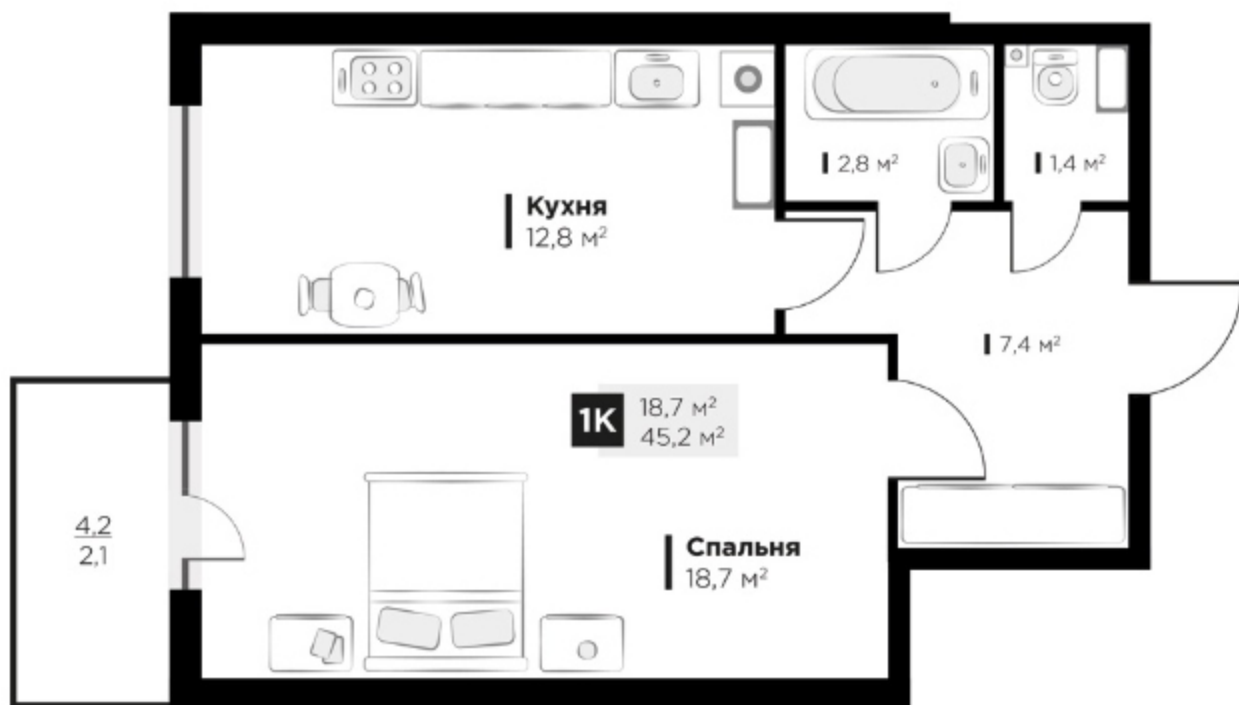 2,8 м²
1,4 м²
Кухня
12,8 м²
7,4 м²
1K
18,7 м²
45,2 м²
4,2
2,1
Спальня
18,7 м²